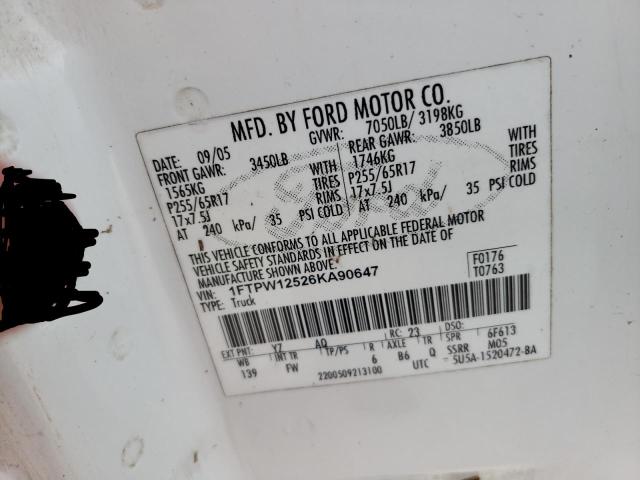 MFD. BY FORD MOTOR CO.
DATE: 09/05 GVWR: 7050LB/ 3198KG
FRONT GAWR: 3450LB REAR GAWR: 3850LB
1565KG WITH 1746KG WITH
P255/65R17 TIRES P255/65R17 TIRES
17x7.5J RIMS 17x7.5J RIMS
AT 240 kPa/ 35 PSI COLD AT 240 kPa/ 35 PSI COLD
Ford
THIS VEHICLE CONFORMS TO ALL APPLICABLE FEDERAL MOTOR
VEHICLE SAFETY STANDARDS IN EFFECT ON THE DATE OF
MANUFACTURE SHOWN ABOVE.
VIN: 1FTPW12526KA90647 F0176
TYPE: Truck T0763
EXT PNT: YZ AQ RC: 23 DSO:
WB INT TR TP/PS R AXLE TR SPR 6F613
139 FW 6 B6 Q SSRR M05
2200509213100 UTC 5U5A-1520472-BA